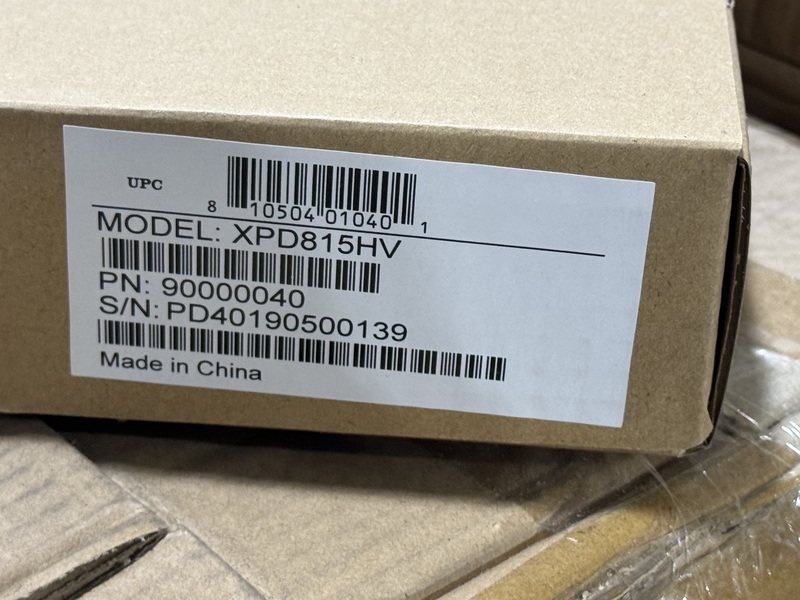 UPC
8 10504 01040 1
MODEL: XPD815HV
PN: 90000040
S/N: PD40190500139
Made in China